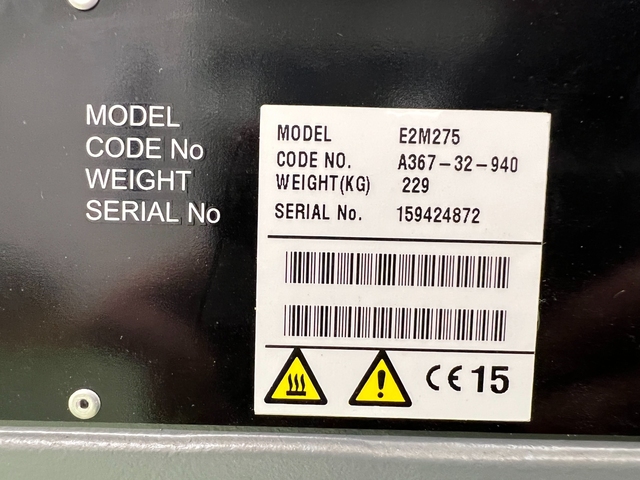 MODEL
CODE No
WEIGHT
SERIAL No
MODEL E2M275
CODE NO. A367-32-940
WEIGHT(KG) 229
SERIAL No. 159424872
CE 15